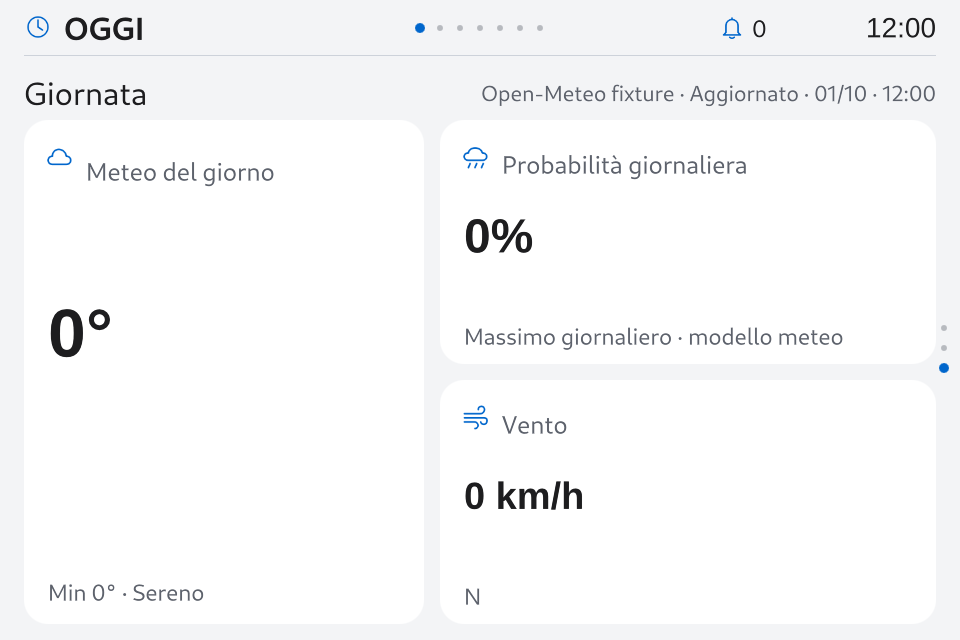 OGGI
0
12:00
Giornata
Open-Meteo fixture · Aggiornato · 01/10 · 12:00
Meteo del giorno
0°
Min 0° · Sereno
Probabilità giornaliera
0%
Massimo giornaliero · modello meteo
Vento
0 km/h
N